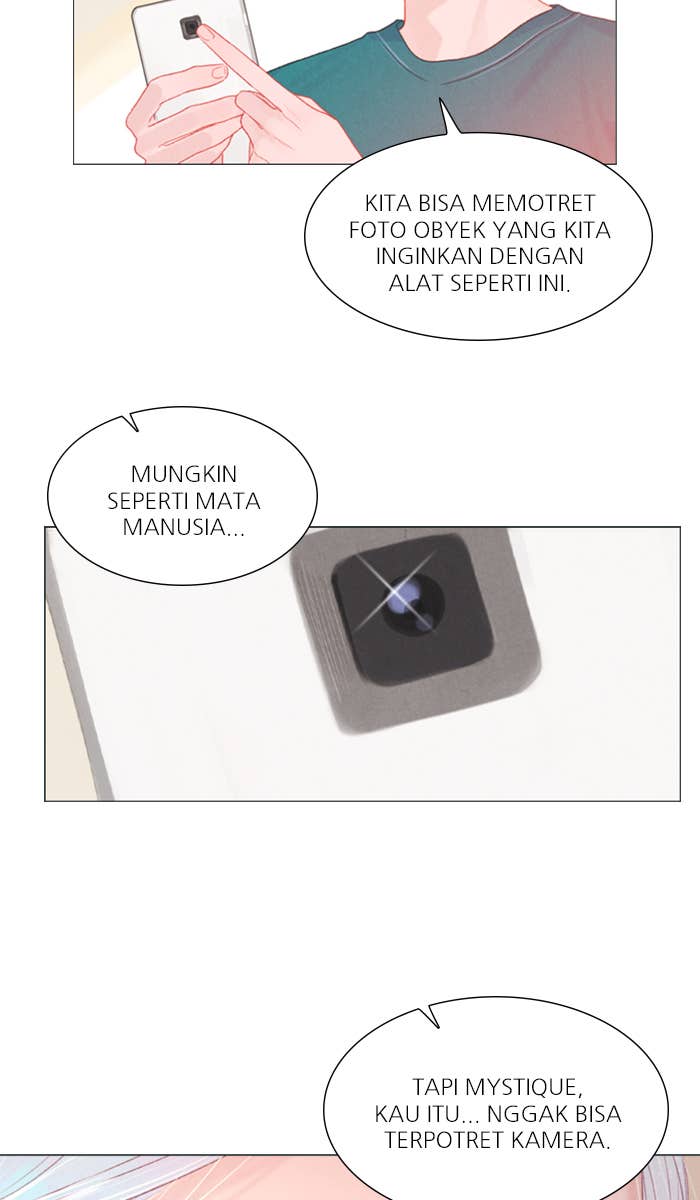 KITA BISA MEMOTRET
FOTO OBYEK YANG KITA
INGINKAN DENGAN
ALAT SEPERTI INI.
MUNGKIN
SEPERTI MATA
MANUSIA...
TAPI MYSTIQUE,
KAU ITU... NGGAK BISA
TERPOTRET KAMERA.